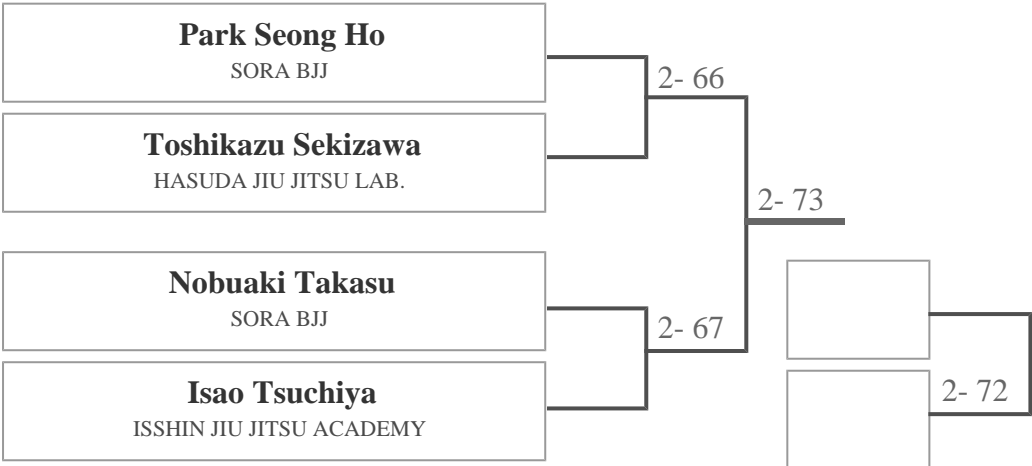 Park Seong Ho
SORA BJJ
2- 66
Toshikazu Sekizawa
HASUDA JIU JITSU LAB.
2- 73
Nobuaki Takasu
SORA BJJ
2- 67
Isao Tsuchiya
ISSHIN JIU JITSU ACADEMY
2- 72